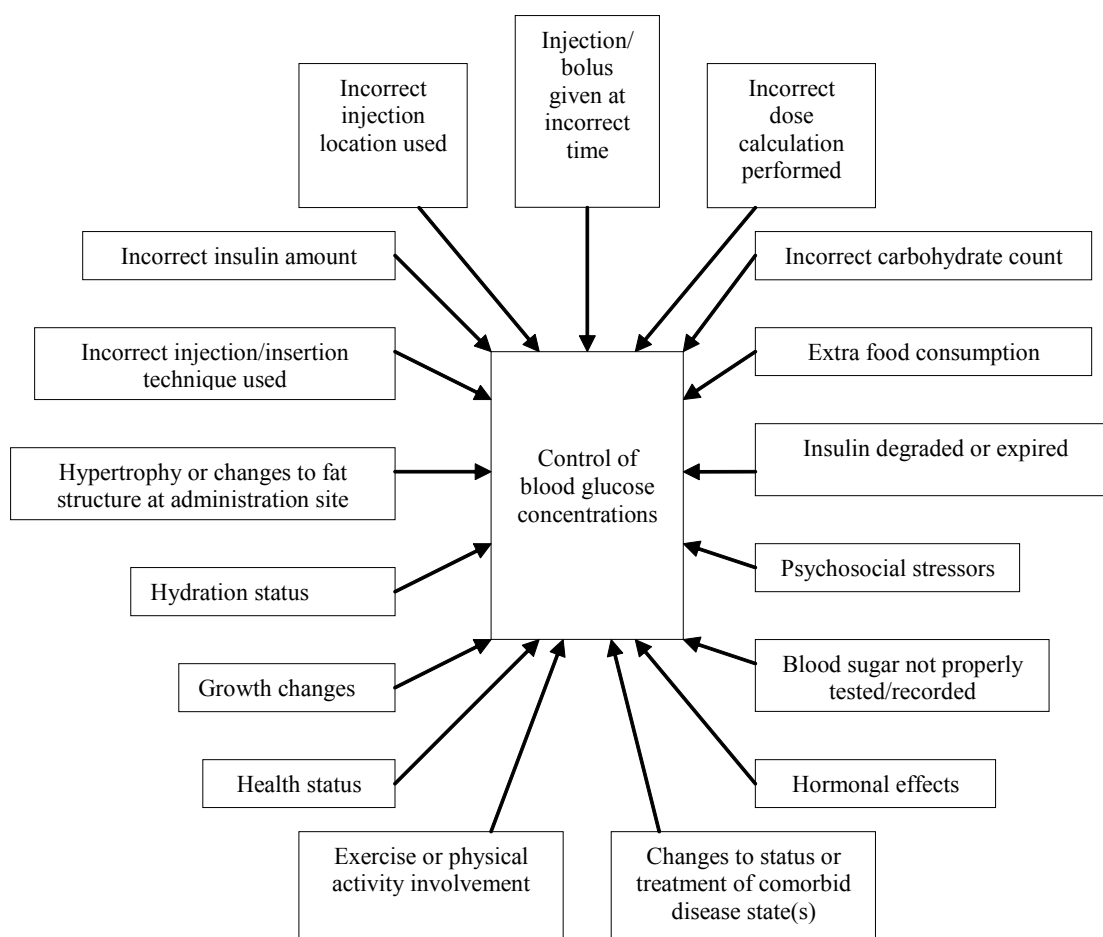 Incorrect
injection
location used
Injection/
bolus
given at
incorrect
time
Incorrect
dose
calculation
performed
Incorrect insulin amount
Incorrect carbohydrate count
Incorrect injection/insertion
technique used
Extra food consumption
Hypertrophy or changes to fat
structure at administration site
Control of
blood glucose
concentrations
Insulin degraded or expired
Hydration status
Psychosocial stressors
Growth changes
Blood sugar not properly
tested/recorded
Health status
Hormonal effects
Exercise or physical
activity involvement
Changes to status or
treatment of comorbid
disease state(s)